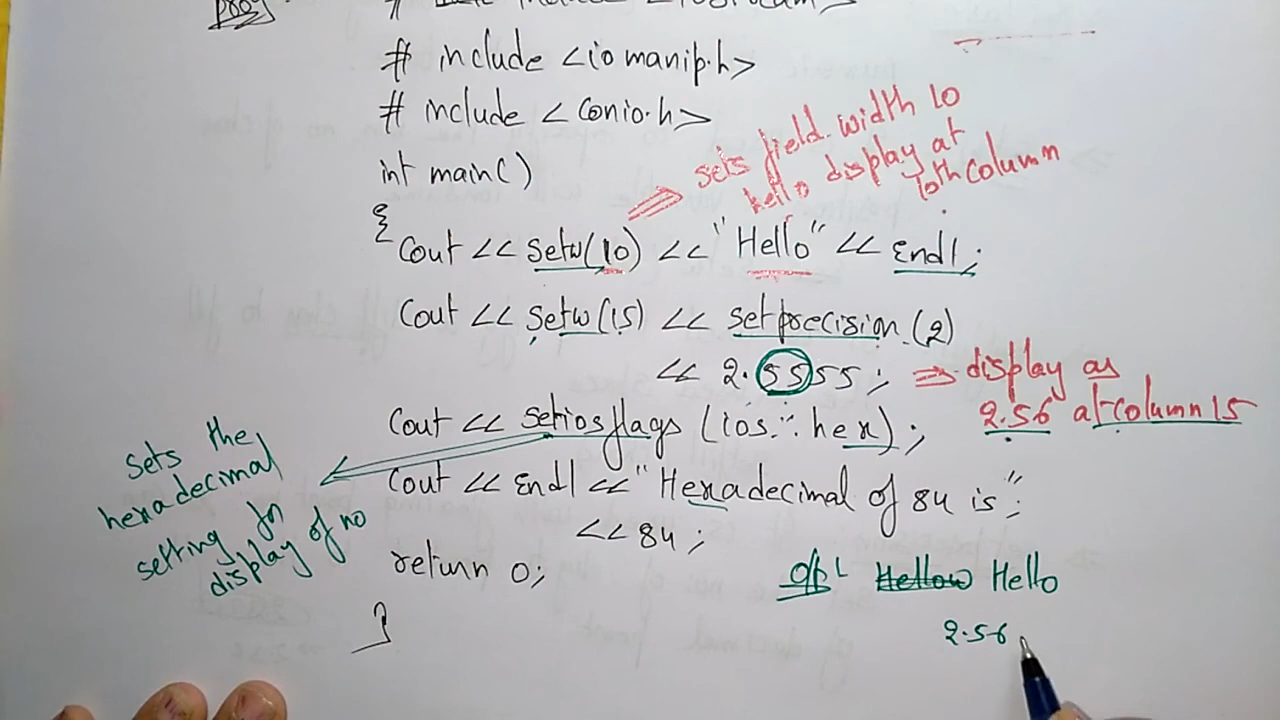 Prog
# include <iostream>
# include <iomanip.h>
# include <conio.h>
int main()
{
cout << setw(10) << "Hello" << endl;
⇒ sets field width 10
hello display at
10th column
cout << setw(15) << setprecision(2)
<< 2.5555; ⇒ display as
2.56 at column 15
cout << setiosflags (ios::hex);
sets the
hexadecimal
setting for
display of no
cout << endl << "Hexadecimal of 84 is";
<< 84;
return 0;
}
o/p Hello
2.56